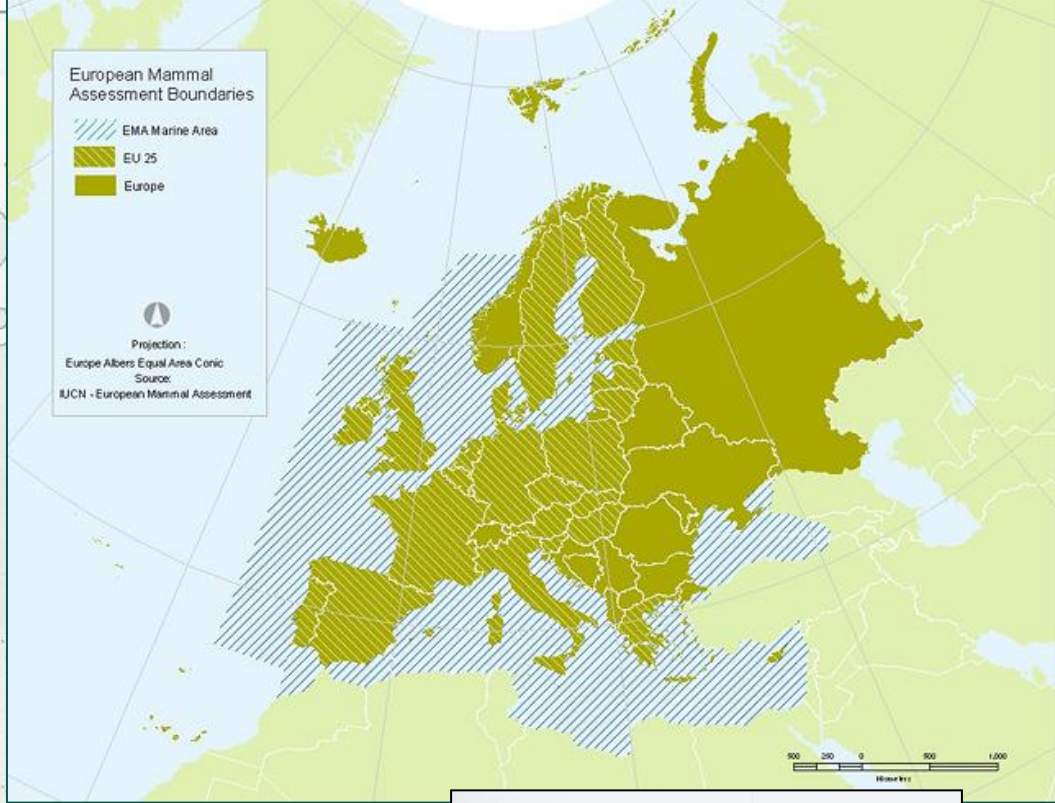 European Mammal
Assessment Boundaries
EMA Marine Area
EU 25
Europe
Projection :
Europe Albers Equal Area Conic
Source:
IUCN - European Mammal Assessment
500 250 0 500 1,000
Kilometers